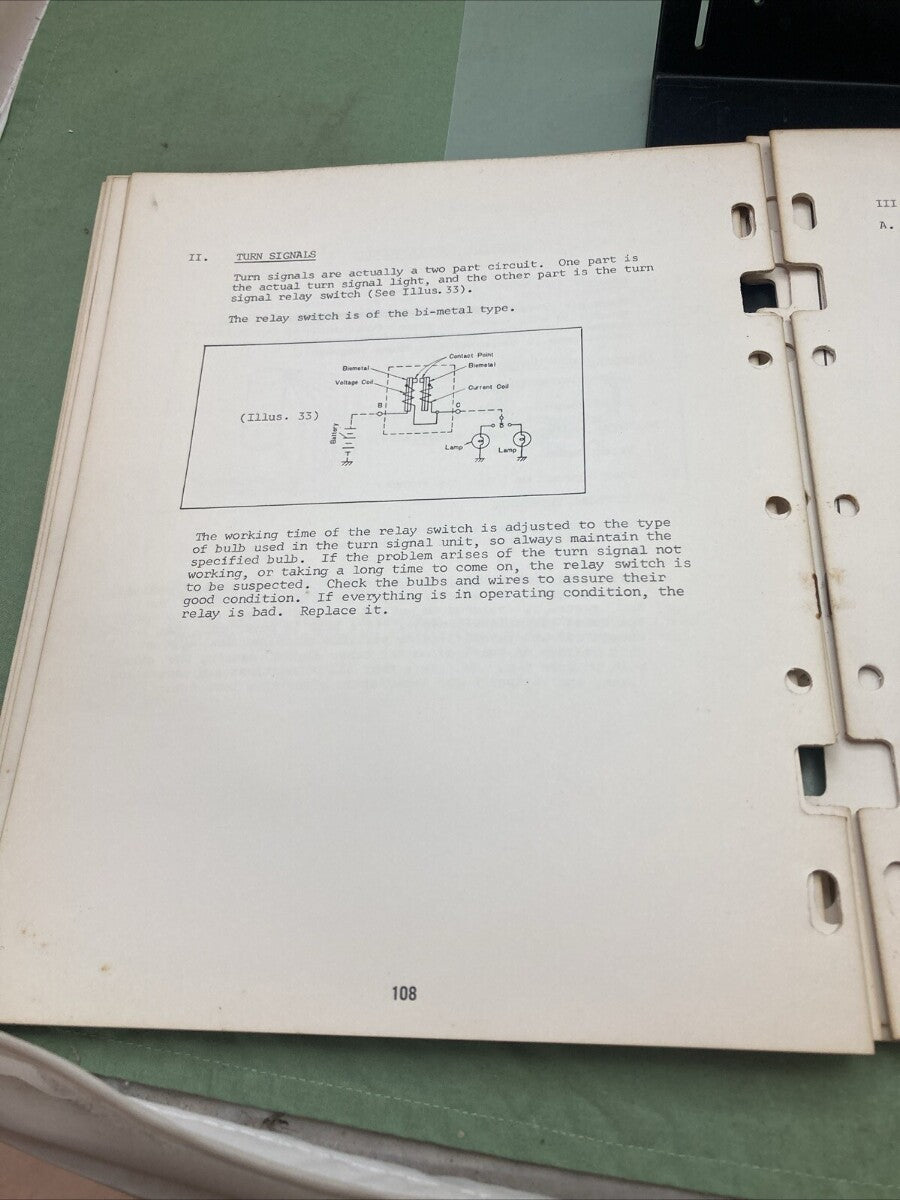 II. TURN SIGNALS
Turn signals are actually a two part circuit. One part is
the actual turn signal light, and the other part is the turn
signal relay switch (See Illus. 33).
The relay switch is of the bi-metal type.
Contact Point
Biemetal
Biemetal
Voltage Coil
Current Coil
B
C
(Illus. 33)
Battery
Lamp
Lamp
The working time of the relay switch is adjusted to the type
of bulb used in the turn signal unit, so always maintain the
specified bulb. If the problem arises of the turn signal not
working, or taking a long time to come on, the relay switch is
to be suspected. Check the bulbs and wires to assure their
good condition. If everything is in operating condition, the
relay is bad. Replace it.
108
III
A.